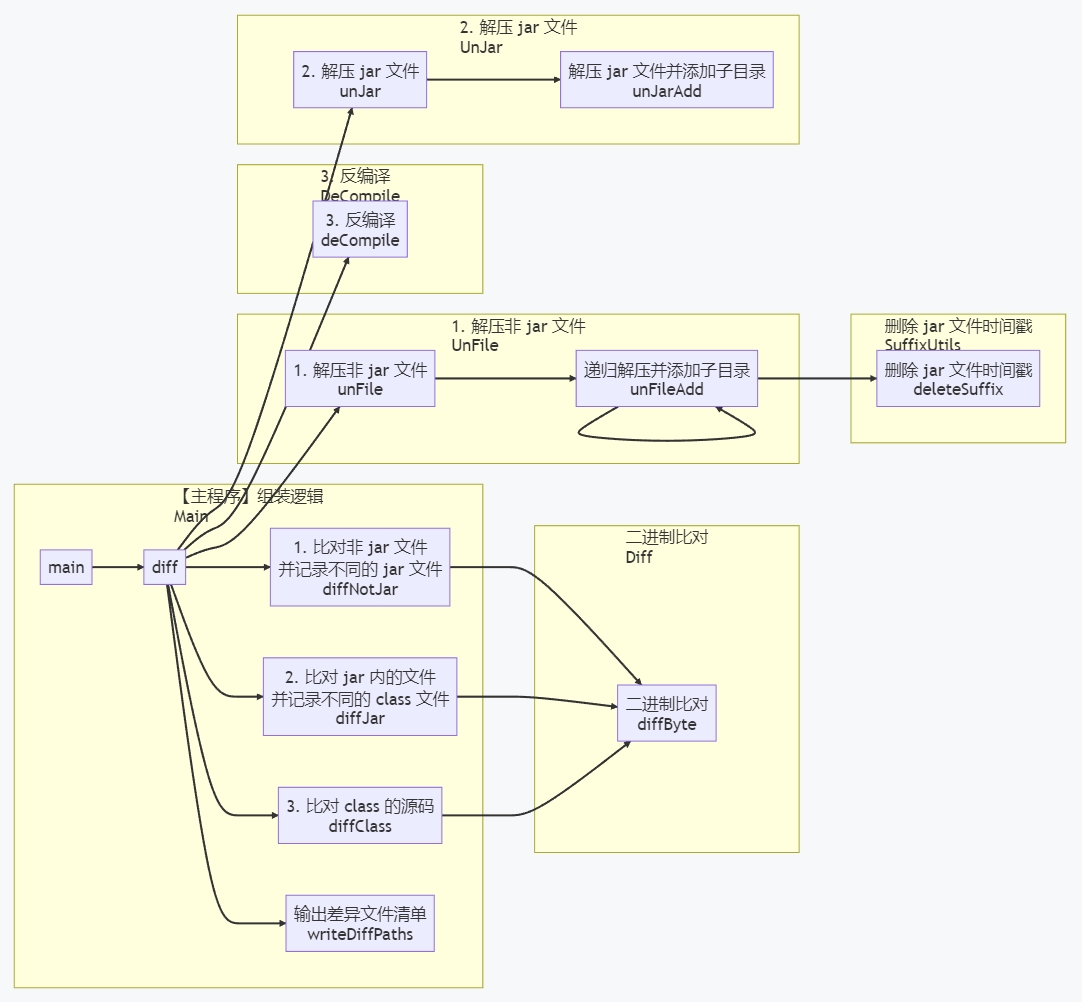 2. 解压 jar 文件
UnJar
2. 解压 jar 文件
unJar
解压 jar 文件并添加子目录
unJarAdd
3. 反编译
DeCompile
3. 反编译
deCompile
1. 解压非 jar 文件
UnFile
1. 解压非 jar 文件
unFile
递归解压并添加子目录
unFileAdd
删除 jar 文件时间戳
SuffixUtils
删除 jar 文件时间戳
deleteSuffix
【主程序】组装逻辑
Main
main
diff
1. 比对非 jar 文件
并记录不同的 jar 文件
diffNotJar
2. 比对 jar 内的文件
并记录不同的 class 文件
diffJar
3. 比对 class 的源码
diffClass
输出差异文件清单
writeDiffPaths
二进制比对
Diff
二进制比对
diffByte